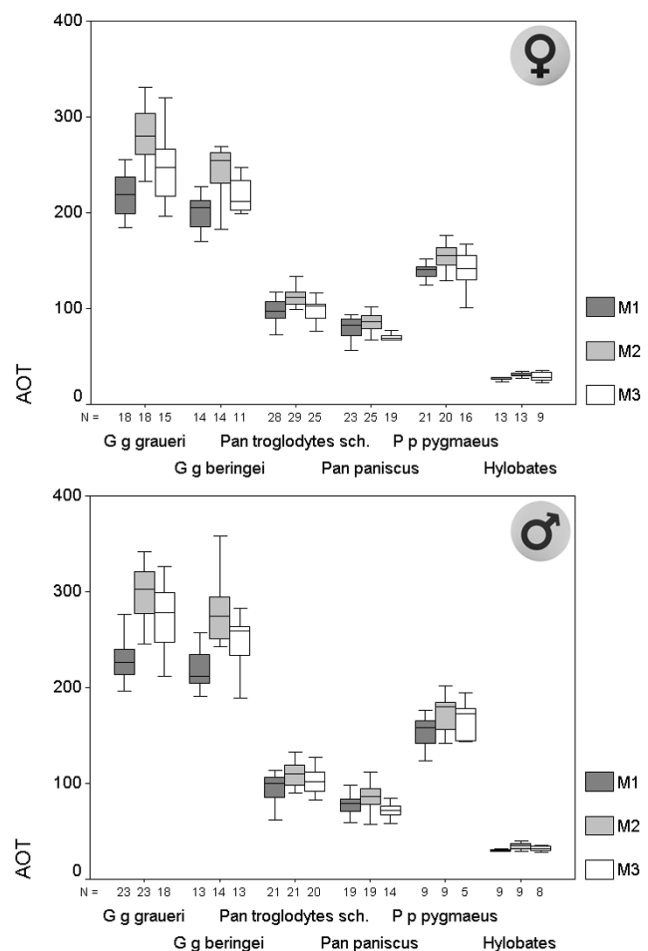 400
300
200
100
0
AOT
N = 18 18 15 14 14 11 28 29 25 23 25 19 21 20 16 13 13 9
G g graueri Pan troglodytes sch. P p pygmaeus
G g beringei Pan paniscus Hylobates
M1
M2
M3
400
300
200
100
0
AOT
N = 23 23 18 13 14 13 21 21 20 19 19 14 9 9 5 9 9 8
G g graueri Pan troglodytes sch. P p pygmaeus
G g beringei Pan paniscus Hylobates
M1
M2
M3